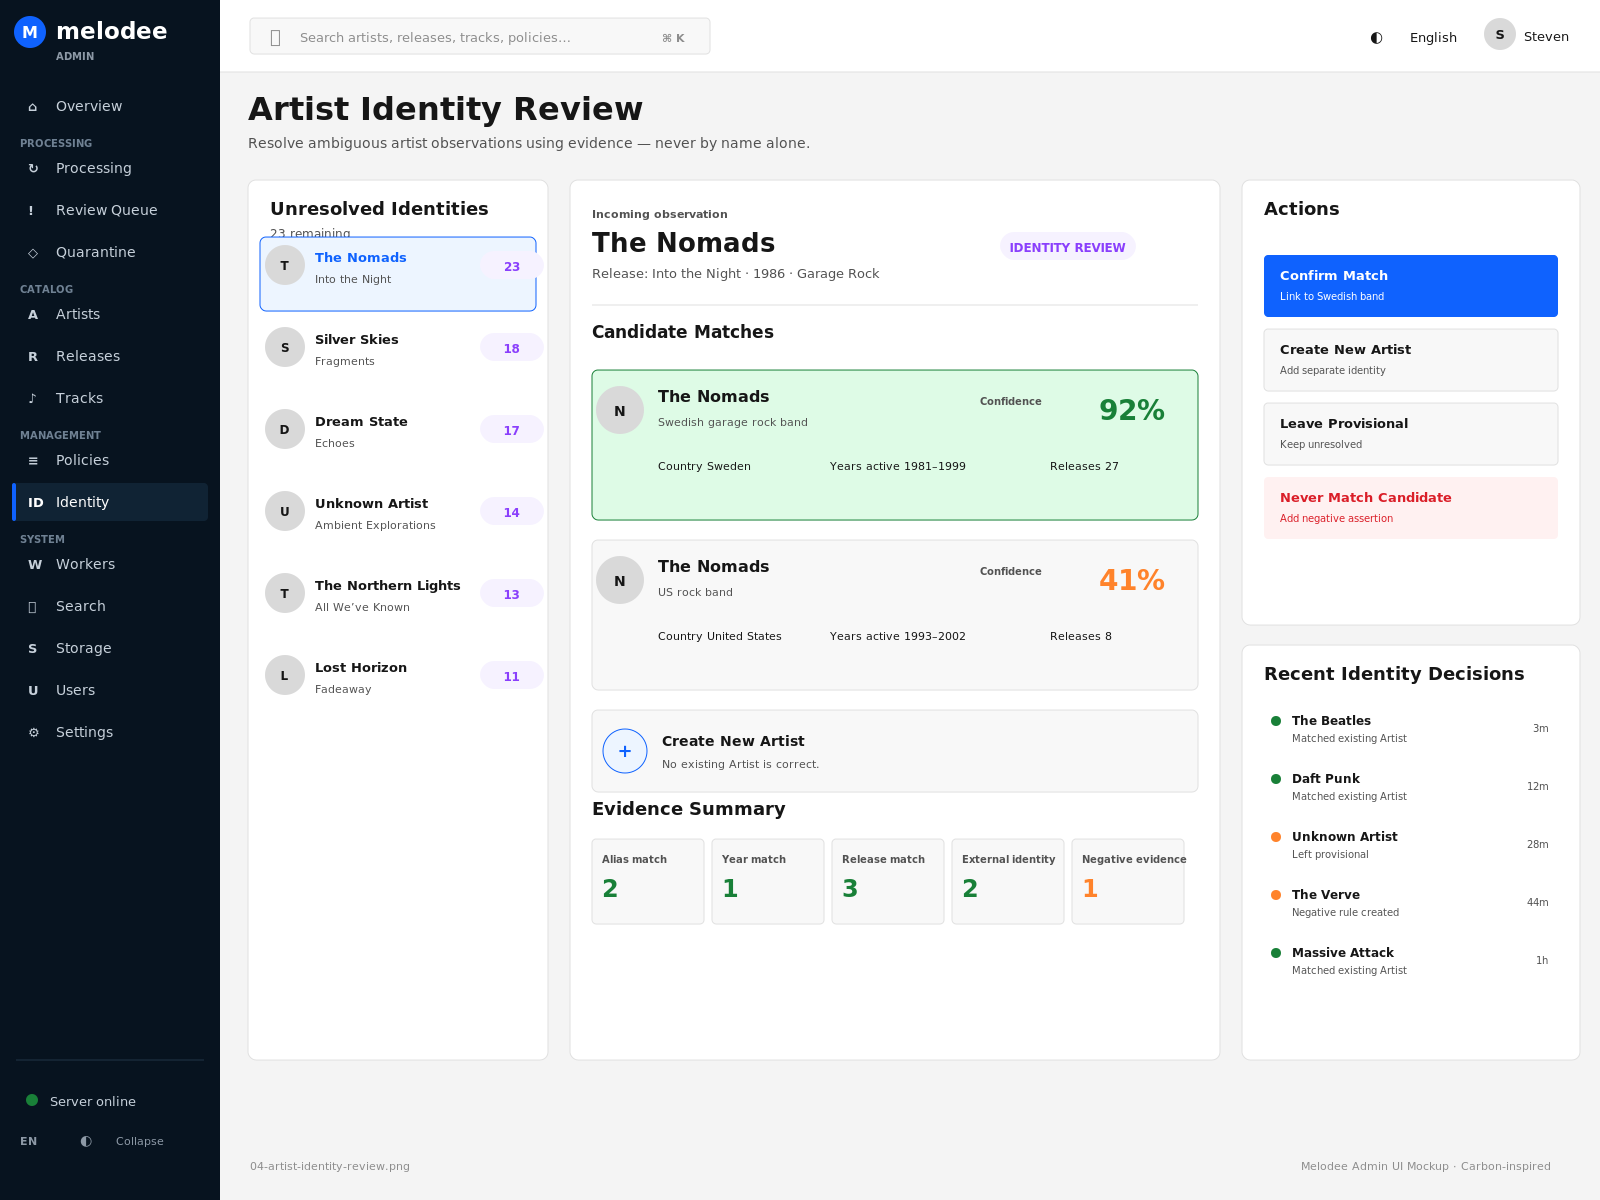 M melodee
ADMIN
⌂ Overview
PROCESSING
↻ Processing
! Review Queue
◇ Quarantine
CATALOG
A Artists
R Releases
♪ Tracks
MANAGEMENT
≡ Policies
ID Identity
SYSTEM
W Workers
Search
S Storage
U Users
⚙ Settings
Server online
EN ◐ Collapse
Search artists, releases, tracks, policies… ⌘ K
◐ English S Steven
Artist Identity Review
Resolve ambiguous artist observations using evidence — never by name alone.
Unresolved Identities
23 remaining
T The Nomads 23
Into the Night
S Silver Skies 18
Fragments
D Dream State 17
Echoes
U Unknown Artist 14
Ambient Explorations
T The Northern Lights 13
All We’ve Known
L Lost Horizon 11
Fadeaway
Incoming observation
The Nomads IDENTITY REVIEW
Release: Into the Night · 1986 · Garage Rock
Candidate Matches
N The Nomads Confidence 92%
Swedish garage rock band
Country Sweden Years active 1981–1999 Releases 27
N The Nomads Confidence 41%
US rock band
Country United States Years active 1993–2002 Releases 8
+ Create New Artist
No existing Artist is correct.
Evidence Summary
Alias match Year match Release match External identity Negative evidence
2 1 3 2 1
Actions
Confirm Match
Link to Swedish band
Create New Artist
Add separate identity
Leave Provisional
Keep unresolved
Never Match Candidate
Add negative assertion
Recent Identity Decisions
The Beatles 3m
Matched existing Artist
Daft Punk 12m
Matched existing Artist
Unknown Artist 28m
Left provisional
The Verve 44m
Negative rule created
Massive Attack 1h
Matched existing Artist
04-artist-identity-review.png Melodee Admin UI Mockup · Carbon-inspired